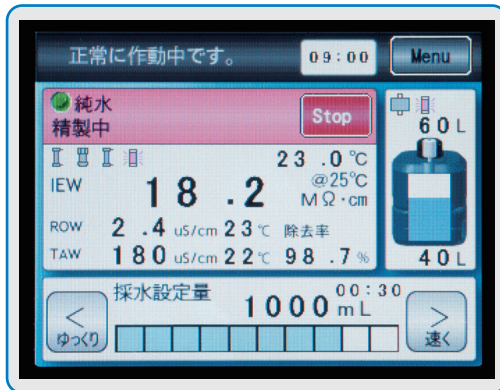 正常に作動中です。 09:00 Menu
純水
精製中 Stop
60L
23.0℃
IEW 18.2 @25℃
MΩ・cm
ROW 2.4 uS/cm 23℃ 除去率
TAW 180 uS/cm 22℃ 98.7%
40L
採水設定量 1000mL 00:30
< ゆっくり
> 速く